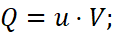 Q = u · V;